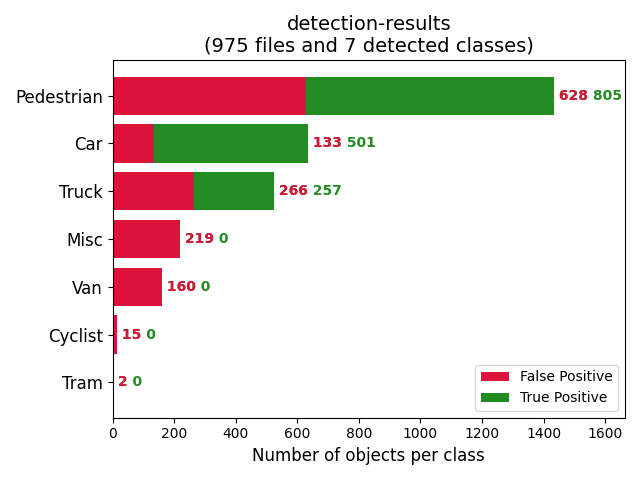 detection-results
(975 files and 7 detected classes)
Pedestrian 628 805
Car 133 501
Truck 266 257
Misc 219 0
Van 160 0
Cyclist 15 0
Tram 2 0
False Positive
True Positive
0 200 400 600 800 1000 1200 1400 1600
Number of objects per class